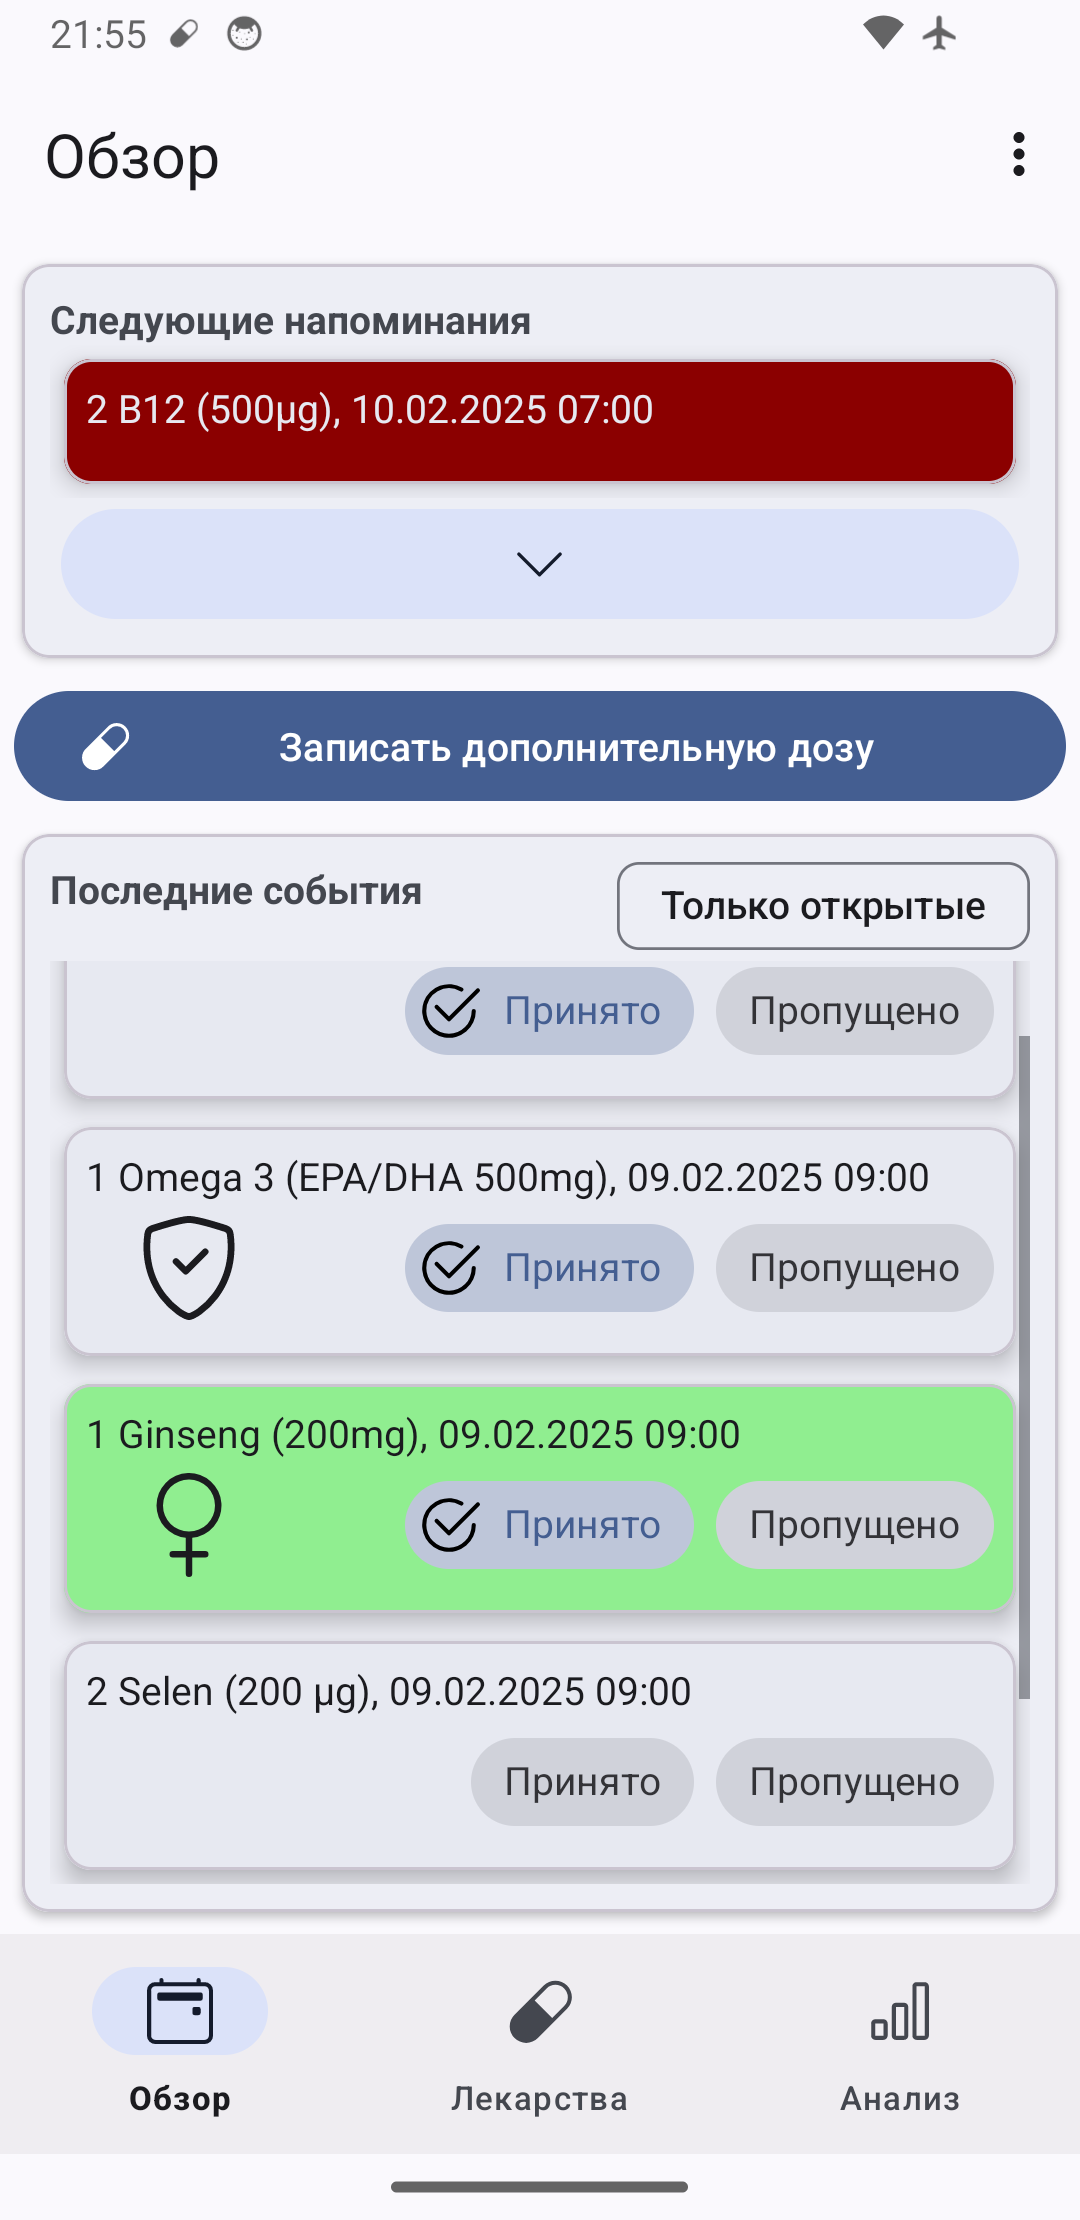 21:55
Обзор
Следующие напоминания
2 B12 (500µg), 10.02.2025 07:00
Записать дополнительную дозу
Последние события
Только открытые
Принято
Пропущено
1 Omega 3 (EPA/DHA 500mg), 09.02.2025 09:00
Принято
Пропущено
1 Ginseng (200mg), 09.02.2025 09:00
Принято
Пропущено
2 Selen (200 µg), 09.02.2025 09:00
Принято
Пропущено
Обзор
Лекарства
Анализ